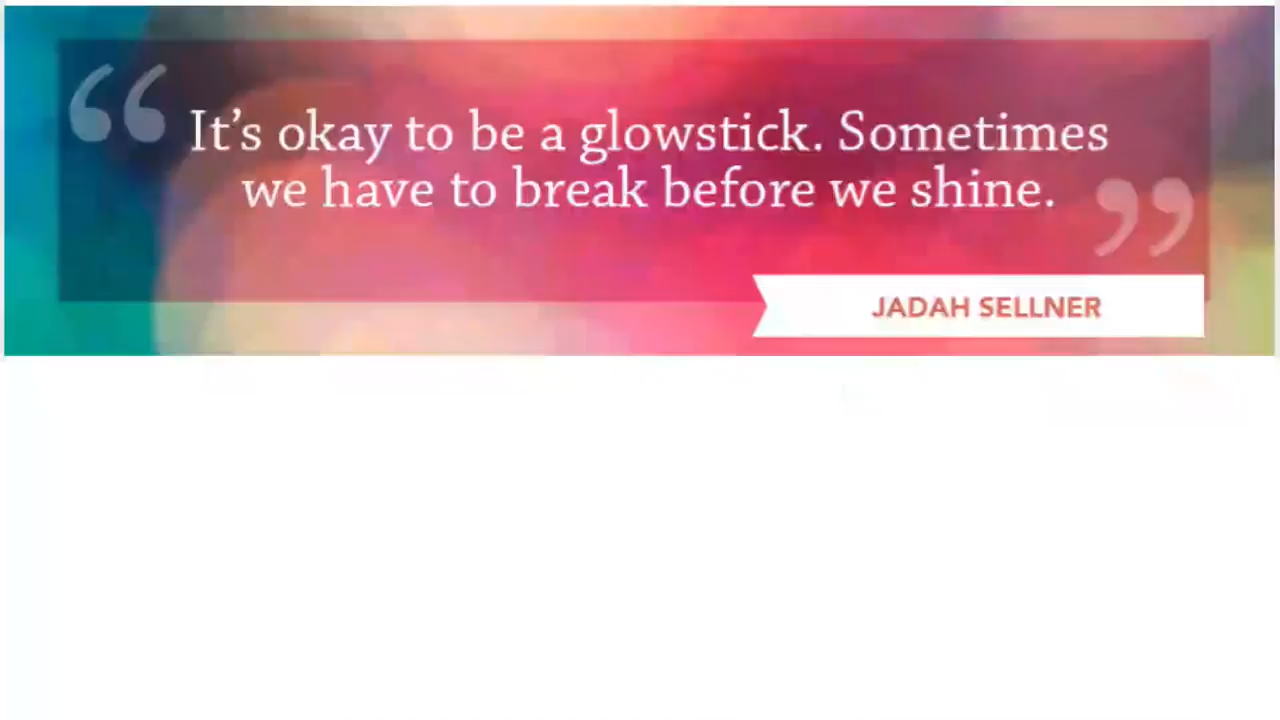 “
It’s okay to be a glowstick. Sometimes
we have to break before we shine.
”
JADAH SELLNER